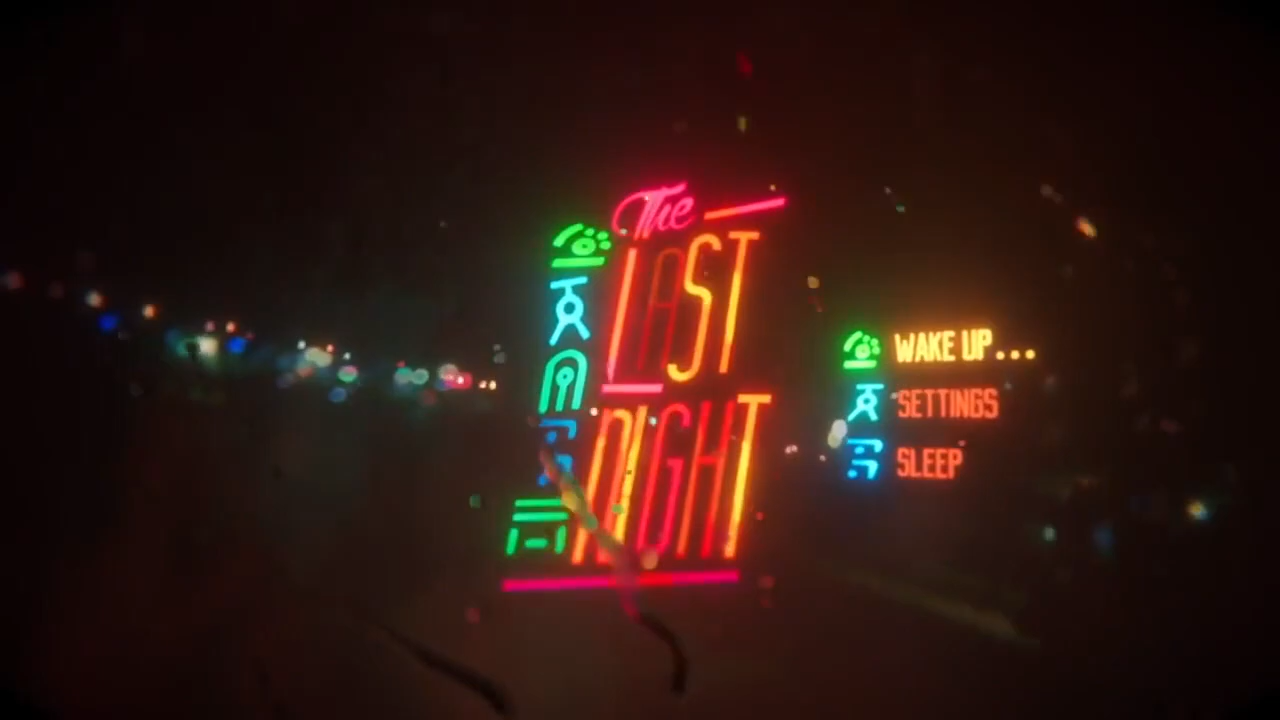 The
LAST
NIGHT
WAKE UP...
SETTINGS
SLEEP